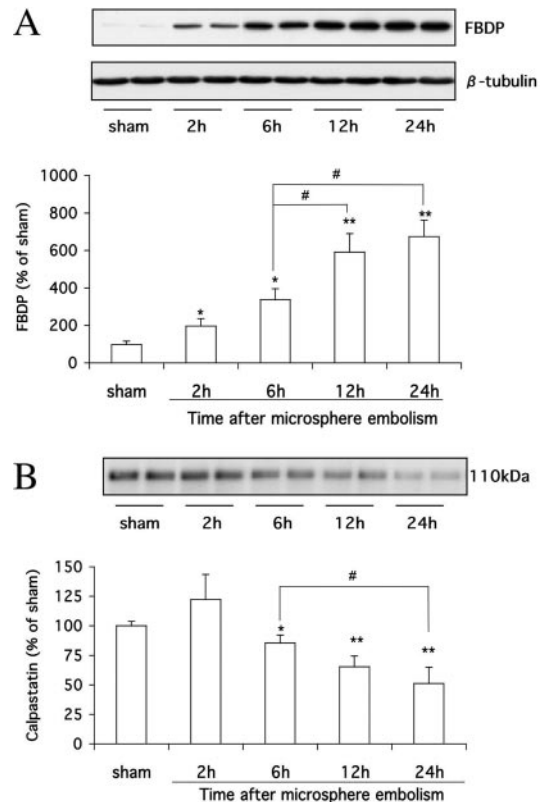 A
FBDP
β-tubulin
sham 2h 6h 12h 24h
1000
800
600
400
200
0
FBDP (% of sham)
#
#
* * ** **
sham 2h 6h 12h 24h
Time after microsphere embolism
B
110kDa
sham 2h 6h 12h 24h
150
125
100
75
50
25
0
Calpastatin (% of sham)
#
* ** **
sham 2h 6h 12h 24h
Time after microsphere embolism